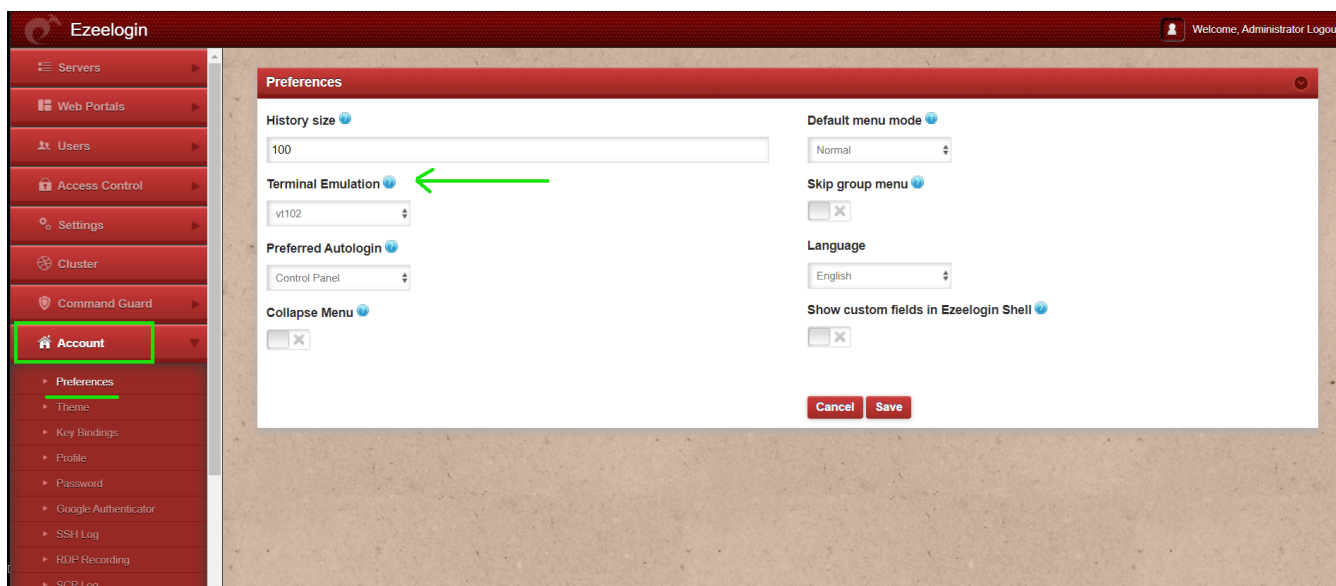 Ezeelogin
Welcome, Administrator Logou
Servers
Web Portals
Users
Access Control
Settings
Cluster
Command Guard
Account
Preferences
Theme
Key Bindings
Profile
Password
Google Authenticator
SSH Log
RDP Recording
SCP Log
Preferences
History size
100
Terminal Emulation
vt102
Preferred Autologin
Control Panel
Collapse Menu
Default menu mode
Normal
Skip group menu
Language
English
Show custom fields in Ezeelogin Shell
Cancel Save